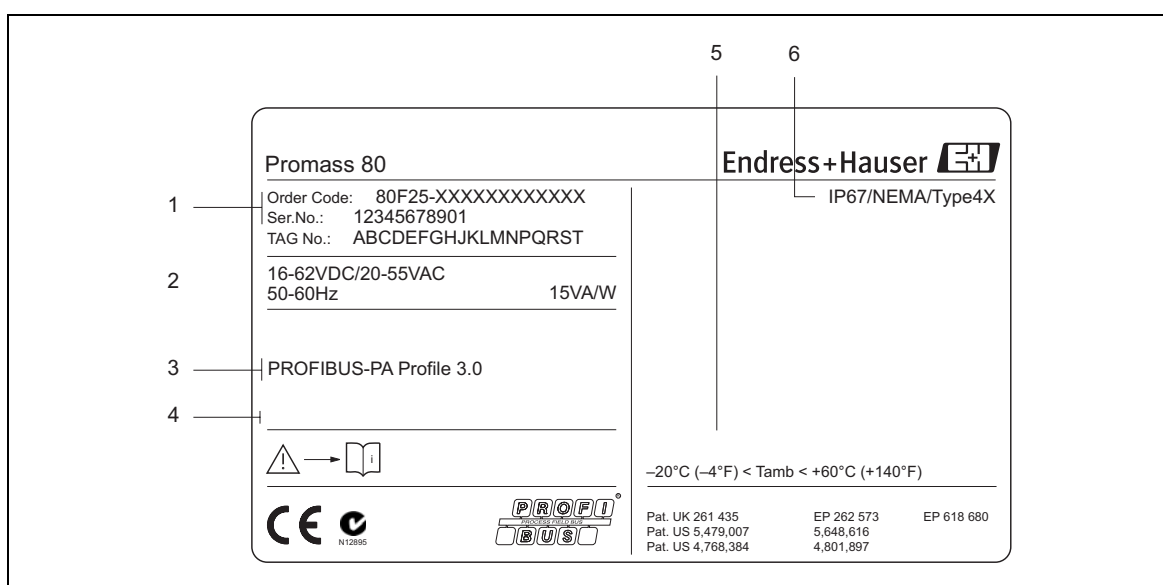 5 6
Promass 80
Endress+Hauser E+H
1
Order Code: 80F25-XXXXXXXXXXXX
Ser.No.: 12345678901
TAG No.: ABCDEFGHJKLMNPQRST
IP67/NEMA/Type4X
2
16-62VDC/20-55VAC
50-60Hz 15VA/W
3
PROFIBUS-PA Profile 3.0
4
i
–20°C (–4°F) < Tamb < +60°C (+140°F)
CE
N12895
PROFI®
PROCESS FIELD BUS
BUS
Pat. UK 261 435 EP 262 573 EP 618 680
Pat. US 5,479,007 5,648,616
Pat. US 4,768,384 4,801,897